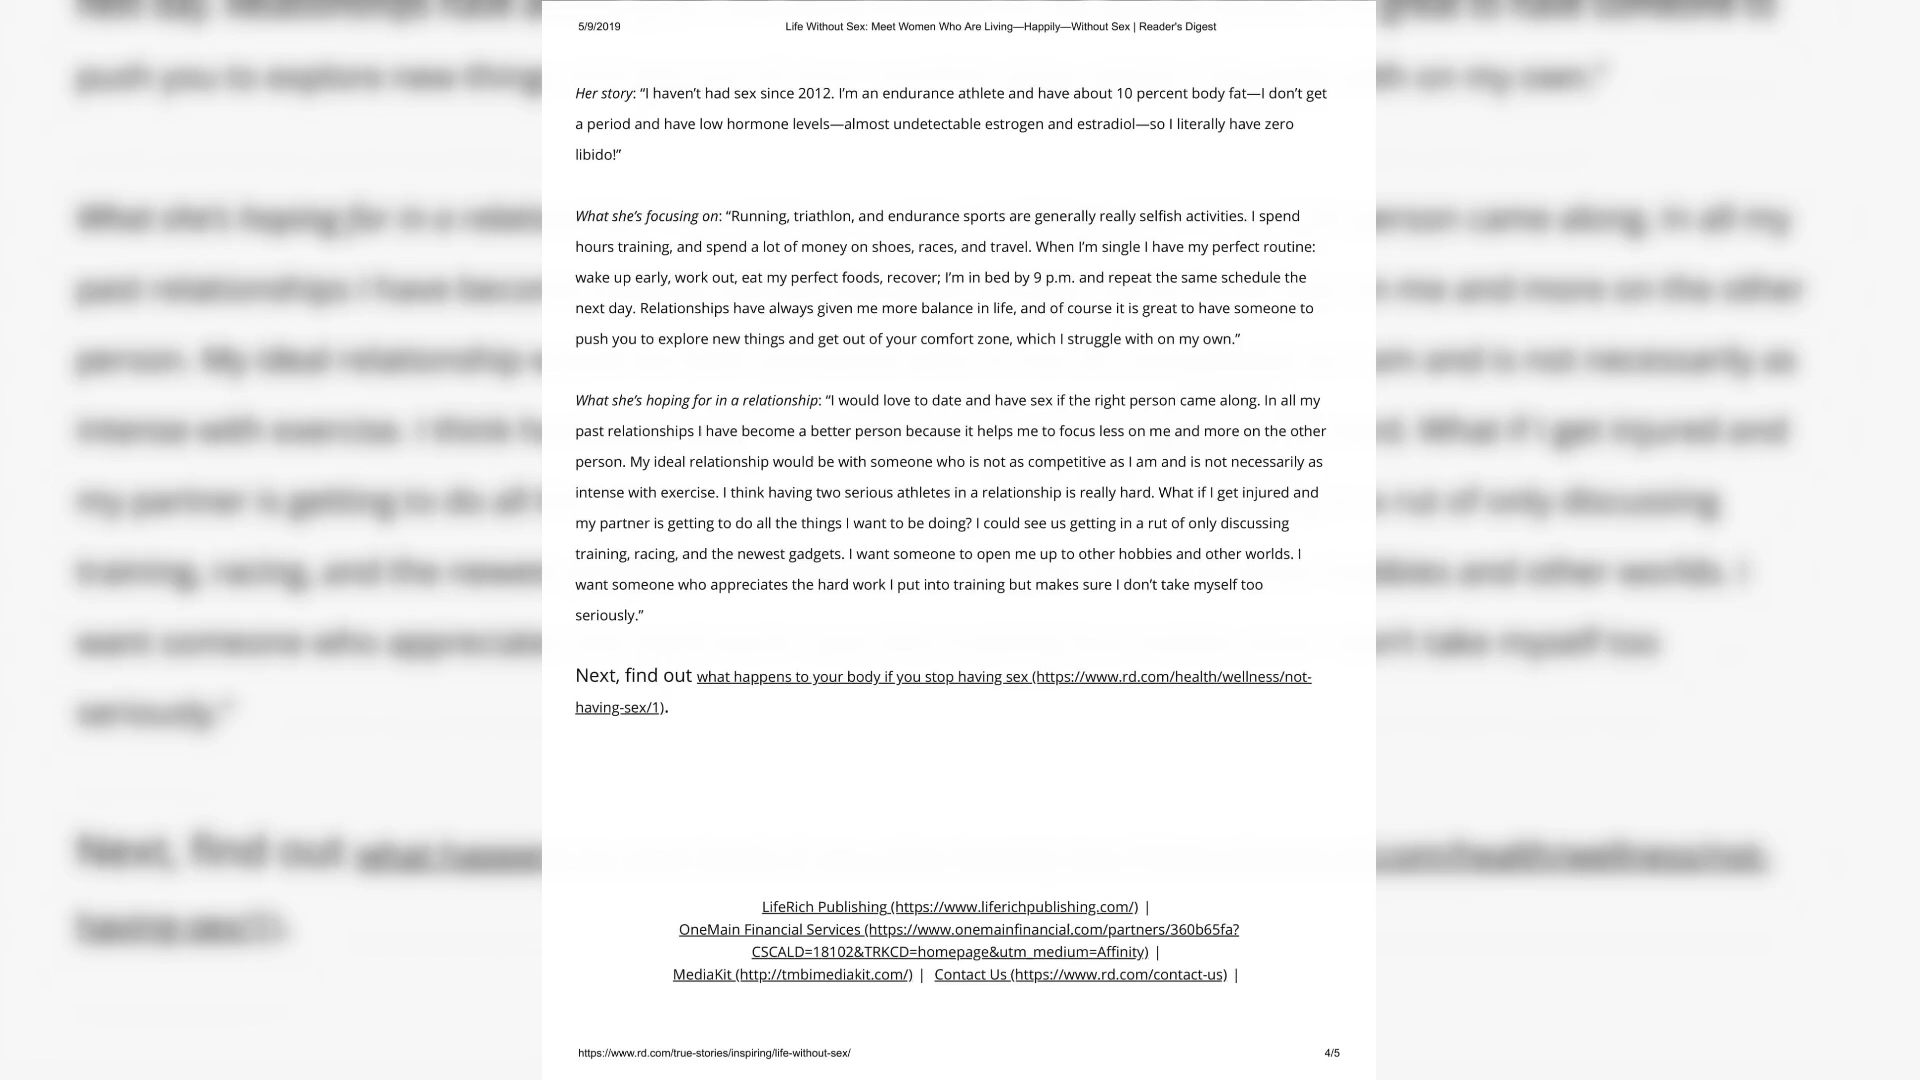 5/9/2019 Life Without Sex: Meet Women Who Are Living—Happily—Without Sex | Reader's Digest
Her story: “I haven’t had sex since 2012. I’m an endurance athlete and have about 10 percent body fat—I don’t get
a period and have low hormone levels—almost undetectable estrogen and estradiol—so I literally have zero
libido!”
What she’s focusing on: “Running, triathlon, and endurance sports are generally really selfish activities. I spend
hours training, and spend a lot of money on shoes, races, and travel. When I’m single I have my perfect routine:
wake up early, work out, eat my perfect foods, recover; I’m in bed by 9 p.m. and repeat the same schedule the
next day. Relationships have always given me more balance in life, and of course it is great to have someone to
push you to explore new things and get out of your comfort zone, which I struggle with on my own.”
What she’s hoping for in a relationship: “I would love to date and have sex if the right person came along. In all my
past relationships I have become a better person because it helps me to focus less on me and more on the other
person. My ideal relationship would be with someone who is not as competitive as I am and is not necessarily as
intense with exercise. I think having two serious athletes in a relationship is really hard. What if I get injured and
my partner is getting to do all the things I want to be doing? I could see us getting in a rut of only discussing
training, racing, and the newest gadgets. I want someone to open me up to other hobbies and other worlds. I
want someone who appreciates the hard work I put into training but makes sure I don’t take myself too
seriously.”
Next, find out what happens to your body if you stop having sex (https://www.rd.com/health/wellness/not-
having-sex/1).
LifeRich Publishing (https://www.liferichpublishing.com/) |
OneMain Financial Services (https://www.onemainfinancial.com/partners/360b65fa?
CSCALD=18102&TRKCD=homepage&utm_medium=Affinity) |
MediaKit (http://tmbimediakit.com/) | Contact Us (https://www.rd.com/contact-us) |
https://www.rd.com/true-stories/inspiring/life-without-sex/ 4/5